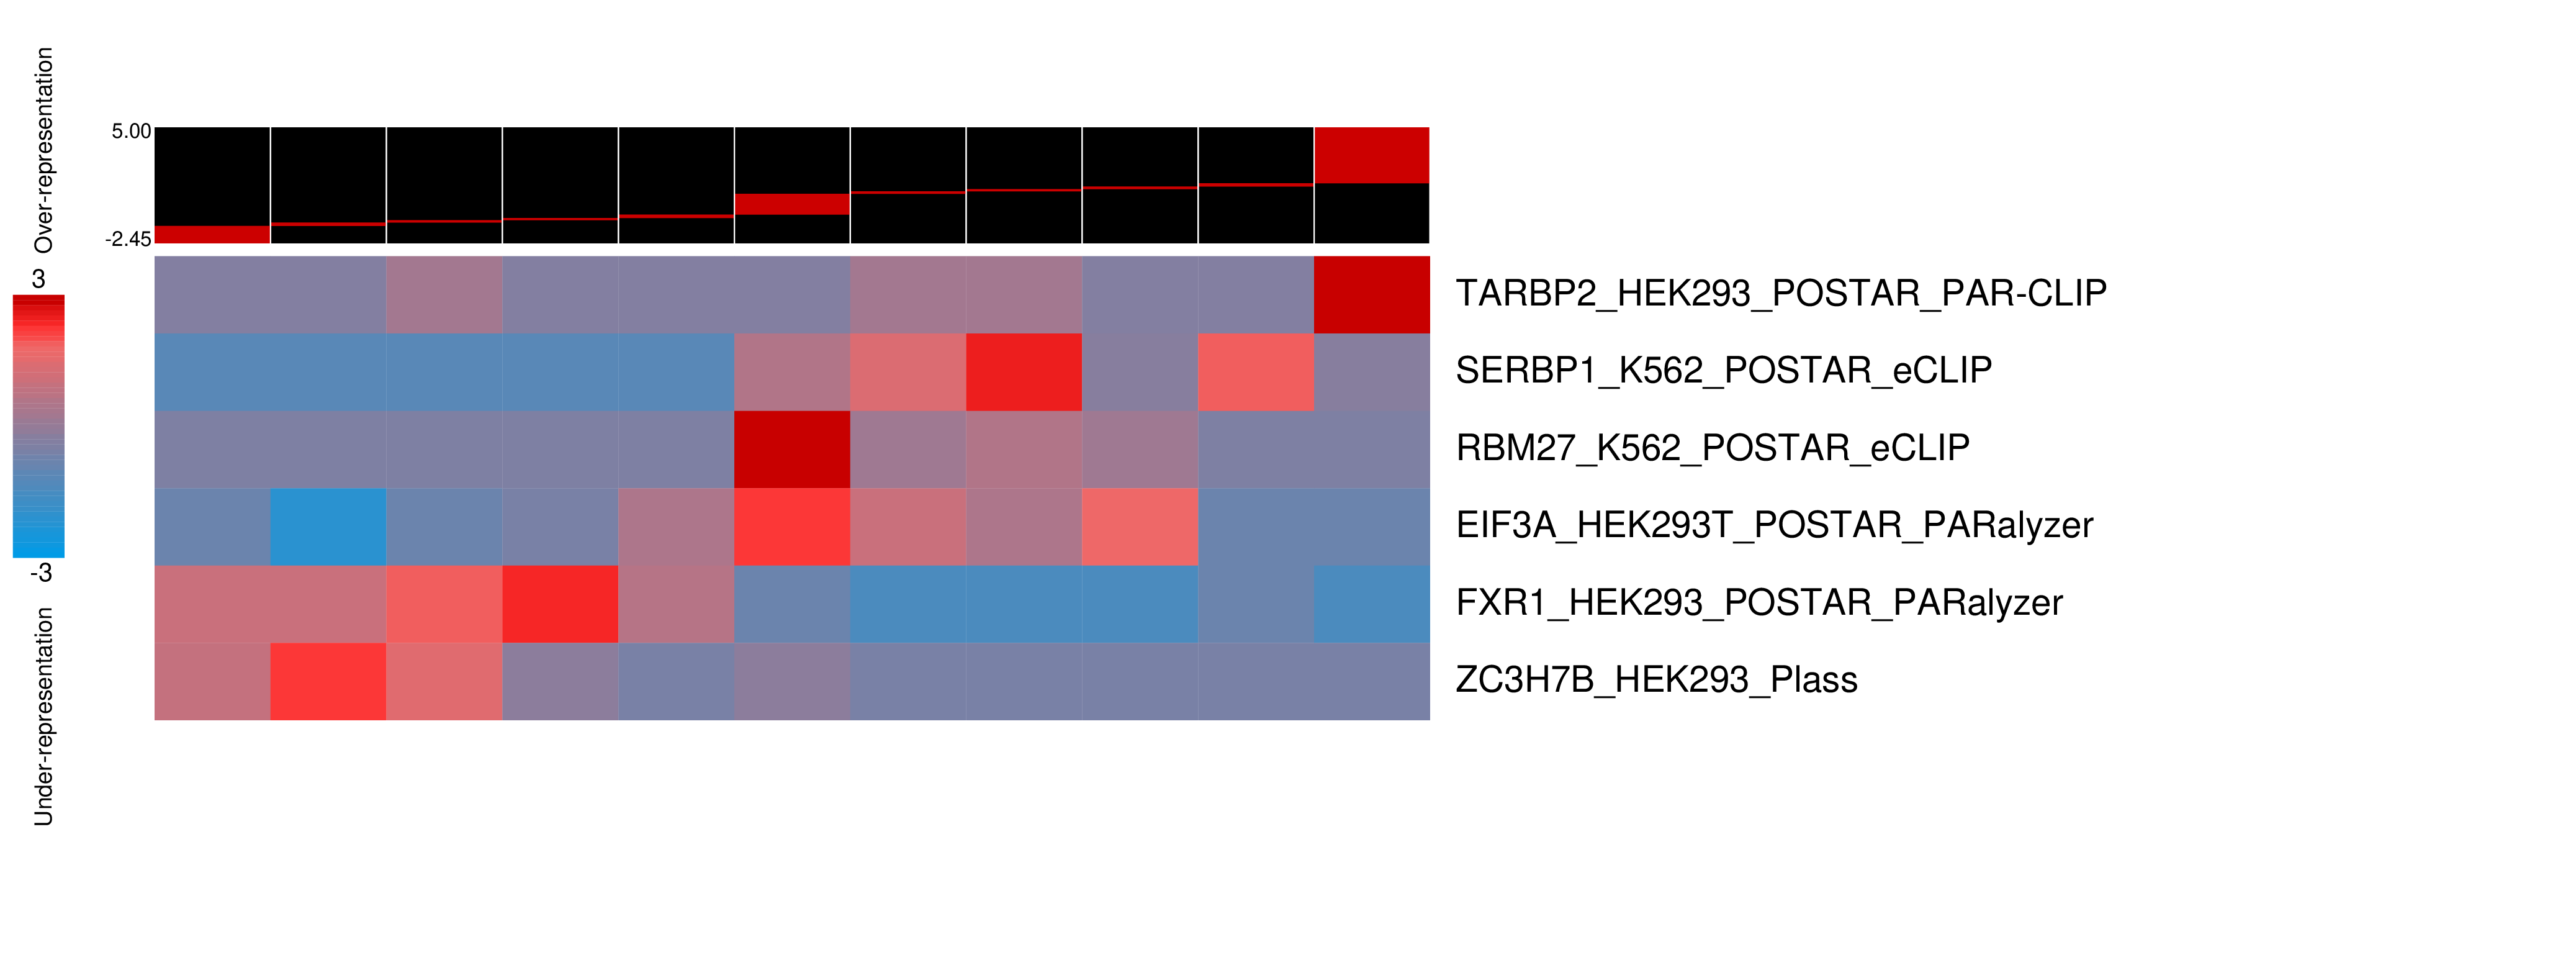 Over-representation
5.00
-2.45
3
-3
Under-representation
TARBP2_HEK293_POSTAR_PAR-CLIP
SERBP1_K562_POSTAR_eCLIP
RBM27_K562_POSTAR_eCLIP
EIF3A_HEK293T_POSTAR_PARalyzer
FXR1_HEK293_POSTAR_PARalyzer
ZC3H7B_HEK293_Plass